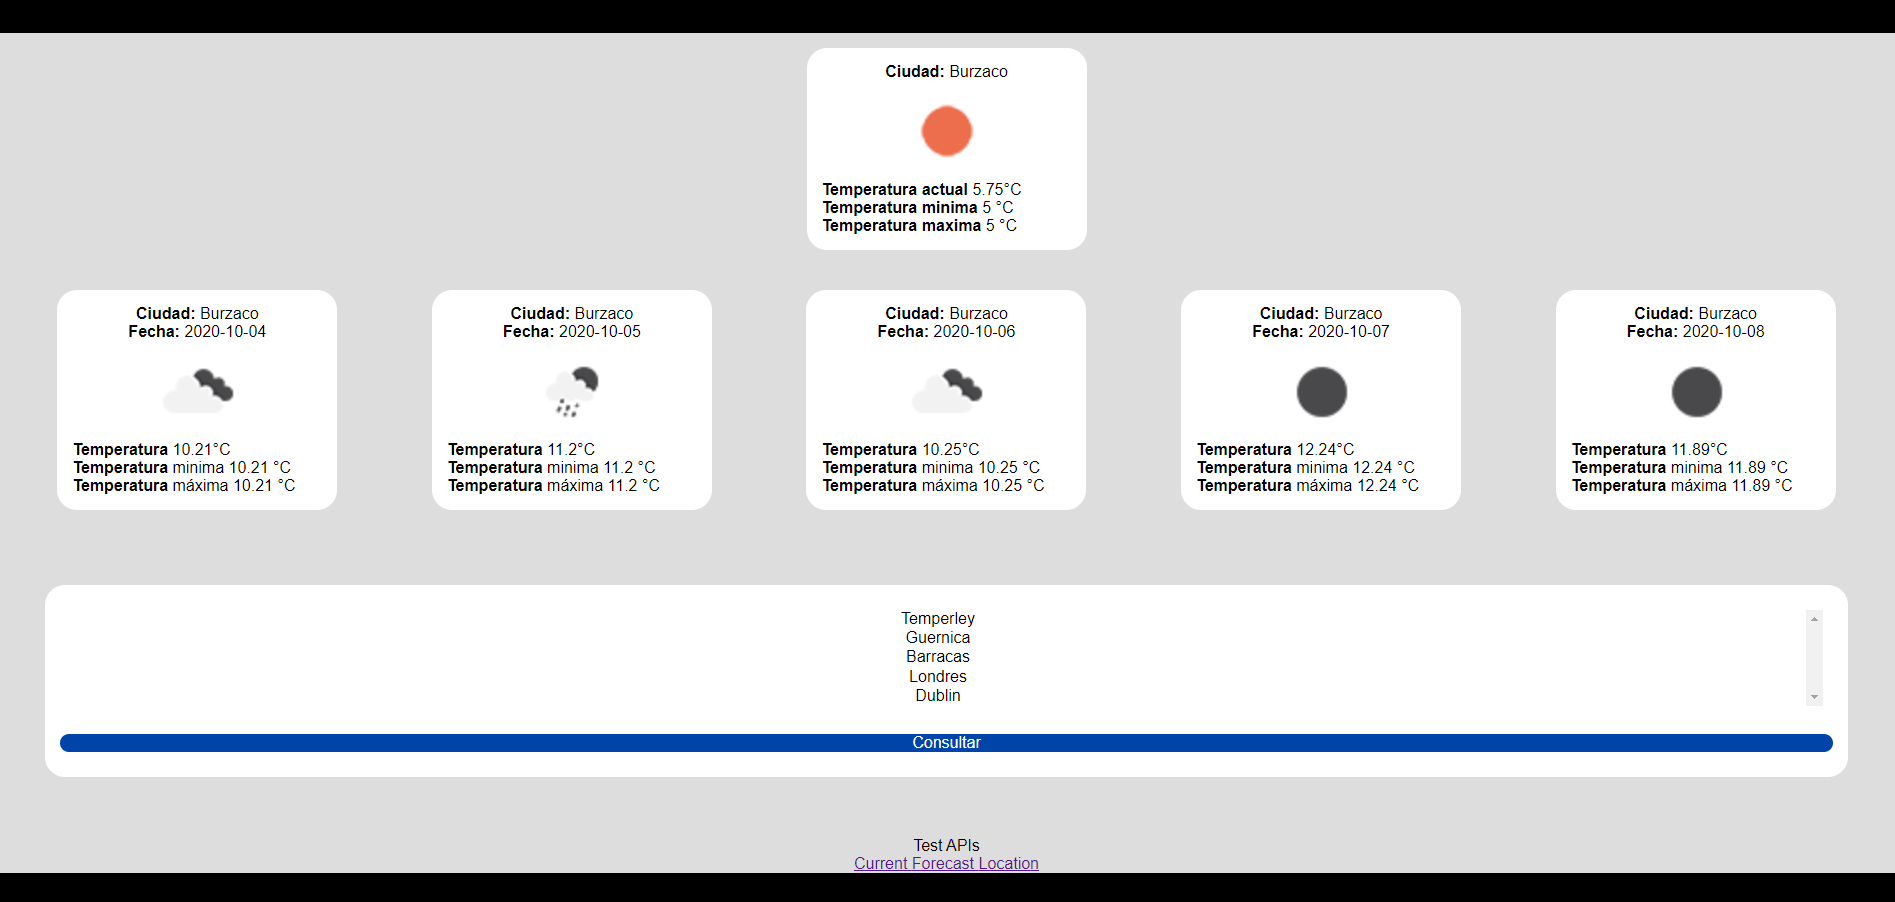 Ciudad: Burzaco
Temperatura actual 5.75°C
Temperatura minima 5 °C
Temperatura maxima 5 °C
Ciudad: Burzaco
Fecha: 2020-10-04
Temperatura 10.21°C
Temperatura minima 10.21 °C
Temperatura máxima 10.21 °C
Ciudad: Burzaco
Fecha: 2020-10-05
Temperatura 11.2°C
Temperatura minima 11.2 °C
Temperatura máxima 11.2 °C
Ciudad: Burzaco
Fecha: 2020-10-06
Temperatura 10.25°C
Temperatura minima 10.25 °C
Temperatura máxima 10.25 °C
Ciudad: Burzaco
Fecha: 2020-10-07
Temperatura 12.24°C
Temperatura minima 12.24 °C
Temperatura máxima 12.24 °C
Ciudad: Burzaco
Fecha: 2020-10-08
Temperatura 11.89°C
Temperatura minima 11.89 °C
Temperatura máxima 11.89 °C
Temperley
Guernica
Barracas
Londres
Dublin
Consultar
Test APIs
Current Forecast Location